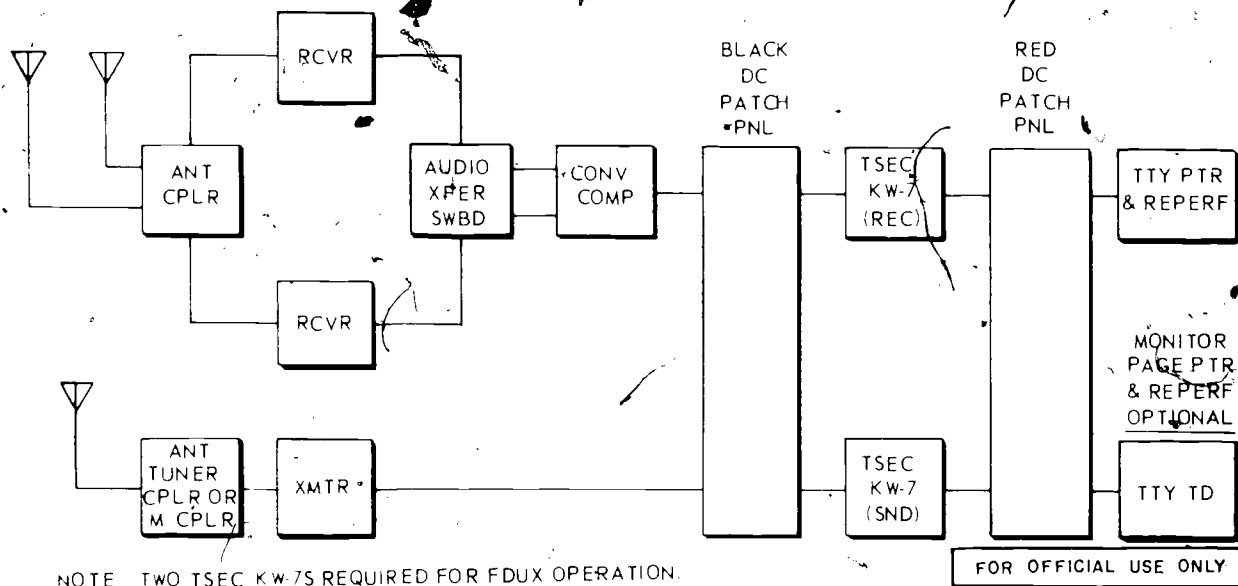 RCVR
BLACK
DC
PATCH
PNL
RED
DC
PATCH
PNL
ANT
CPLR
AUDIO
XFER
SWBD
CONV
COMP
TSEC
KW-7
(REC)
TTY PTR
& REPERF
RCVR
MONITOR
PAGE PTR
& REPERF
OPTIONAL
ANT
TUNER
CPLR OR
M CPLR
XMTR
TSEC
KW-7
(SND)
TTY TD
NOTE TWO TSEC KW-7S REQUIRED FOR FDUX OPERATION.
FOR OFFICIAL USE ONLY